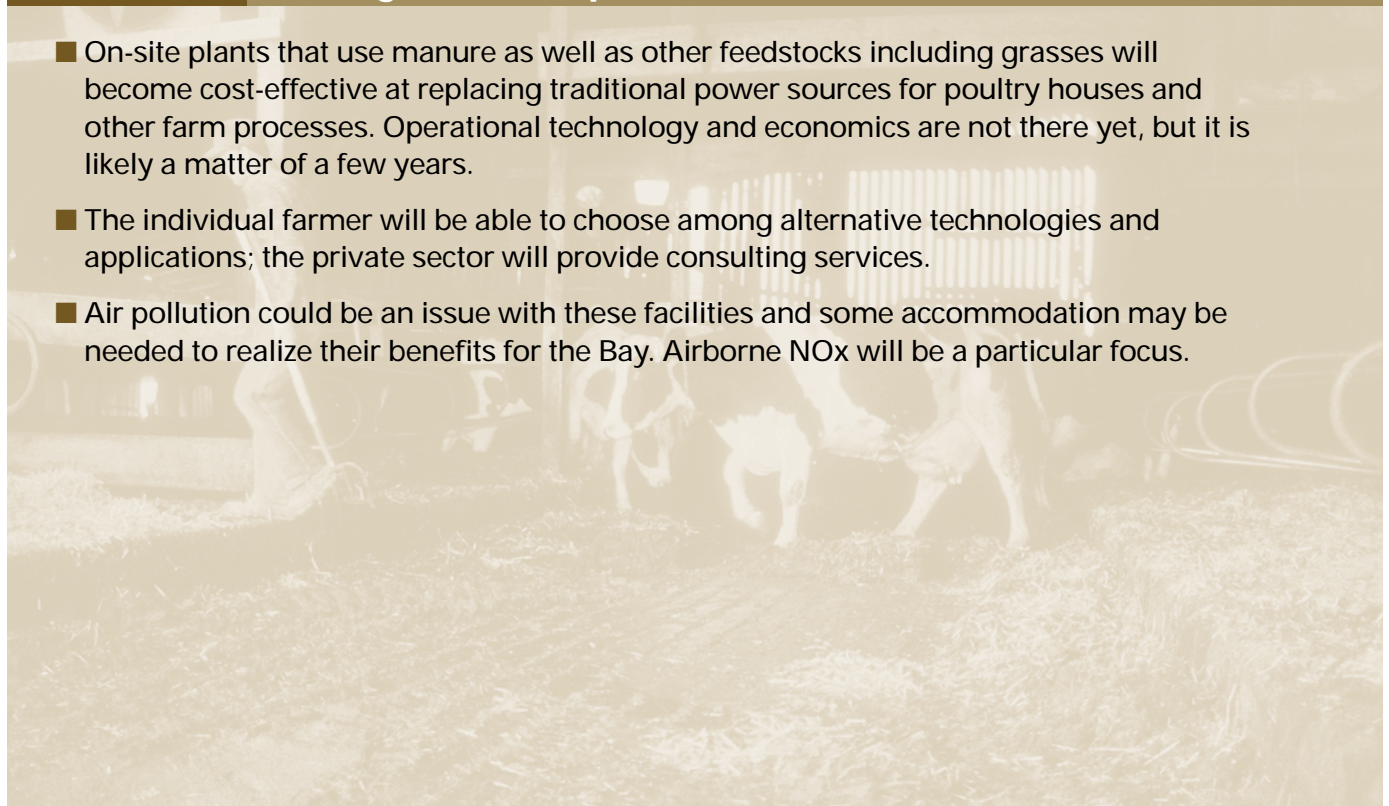 ■ On-site plants that use manure as well as other feedstocks including grasses will
become cost-effective at replacing traditional power sources for poultry houses and
other farm processes. Operational technology and economics are not there yet, but it is
likely a matter of a few years.
■ The individual farmer will be able to choose among alternative technologies and
applications; the private sector will provide consulting services.
■ Air pollution could be an issue with these facilities and some accommodation may be
needed to realize their benefits for the Bay. Airborne NOx will be a particular focus.